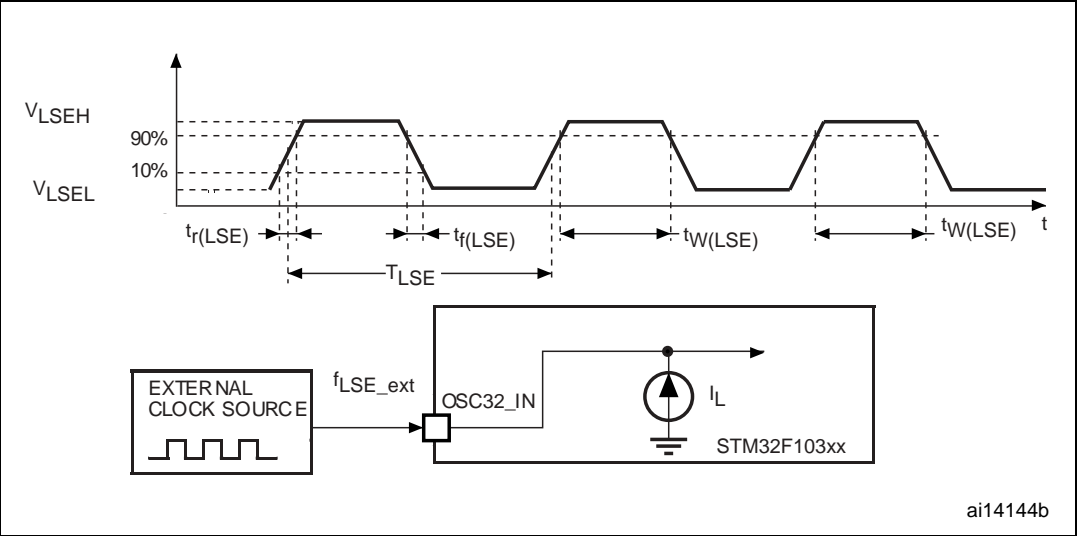 VLSEH
90%
10%
VLSEL
tr(LSE)
tf(LSE)
tW(LSE)
tW(LSE)
t
TLSE
fLSE_ext
EXTERNAL
CLOCK SOURCE
OSC32_IN
IL
STM32F103xx
ai14144b